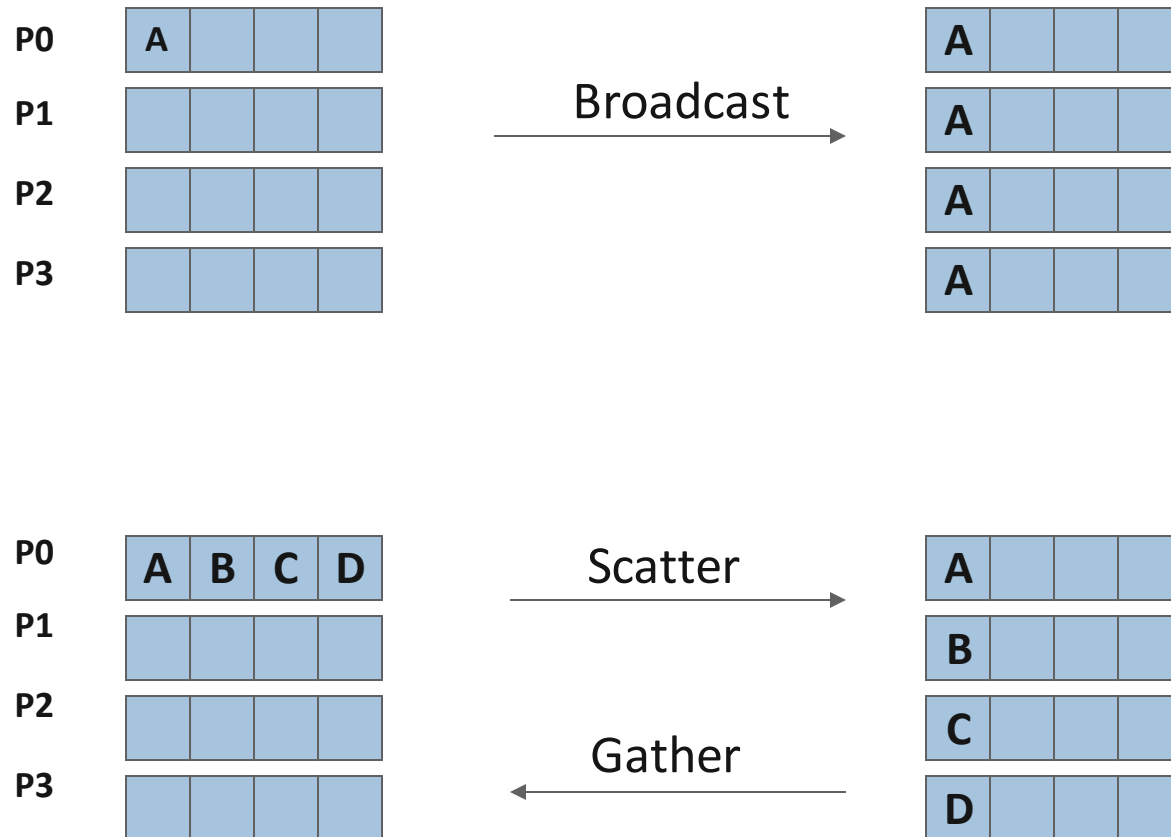 P0 A A
Broadcast
P1 A
P2 A
P3 A
P0 A B C D Scatter A
P1 B
P2 C
Gather
P3 D